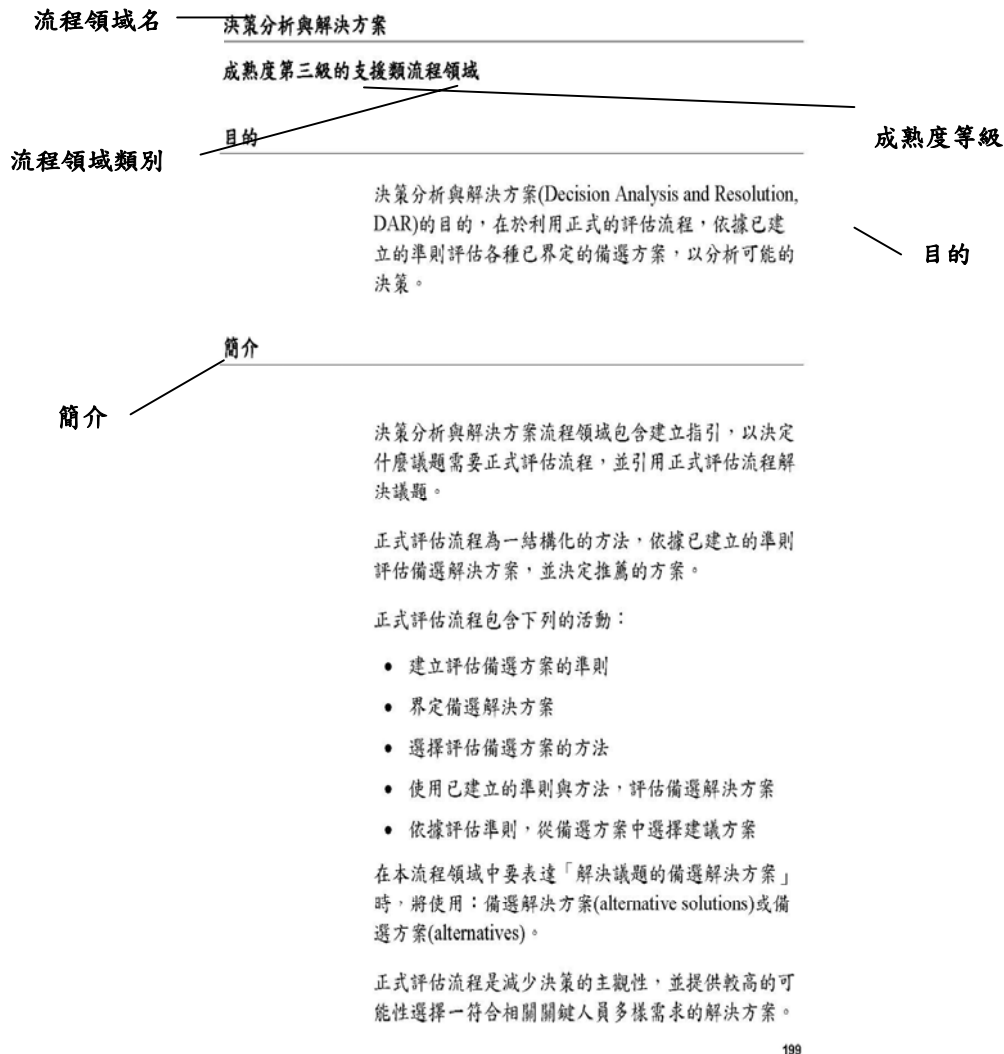 流程領域名
決策分析與解決方案
成熟度第三級的支援類流程領域
成熟度等級
目的
流程領域類別
決策分析與解決方案(Decision Analysis and Resolution,
DAR)的目的，在於利用正式的評估流程，依據已建
立的準則評估各種已界定的備選方案，以分析可能的
決策。
目的
簡介
簡介
決策分析與解決方案流程領域包含建立指引，以決定
什麼議題需要正式評估流程，並引用正式評估流程解
決議題。
正式評估流程為一結構化的方法，依據已建立的準則
評估備選解決方案，並決定推薦的方案。
正式評估流程包含下列的活動：
• 建立評估備選方案的準則
• 界定備選解決方案
• 選擇評估備選方案的方法
• 使用已建立的準則與方法，評估備選解決方案
• 依據評估準則，從備選方案中選擇建議方案
在本流程領域中要表達「解決議題的備選解決方案」
時，將使用：備選解決方案(alternative solutions)或備
選方案(alternatives)。
正式評估流程是減少決策的主觀性，並提供較高的可
能性選擇一符合相關關鍵人員多樣需求的解決方案。
199